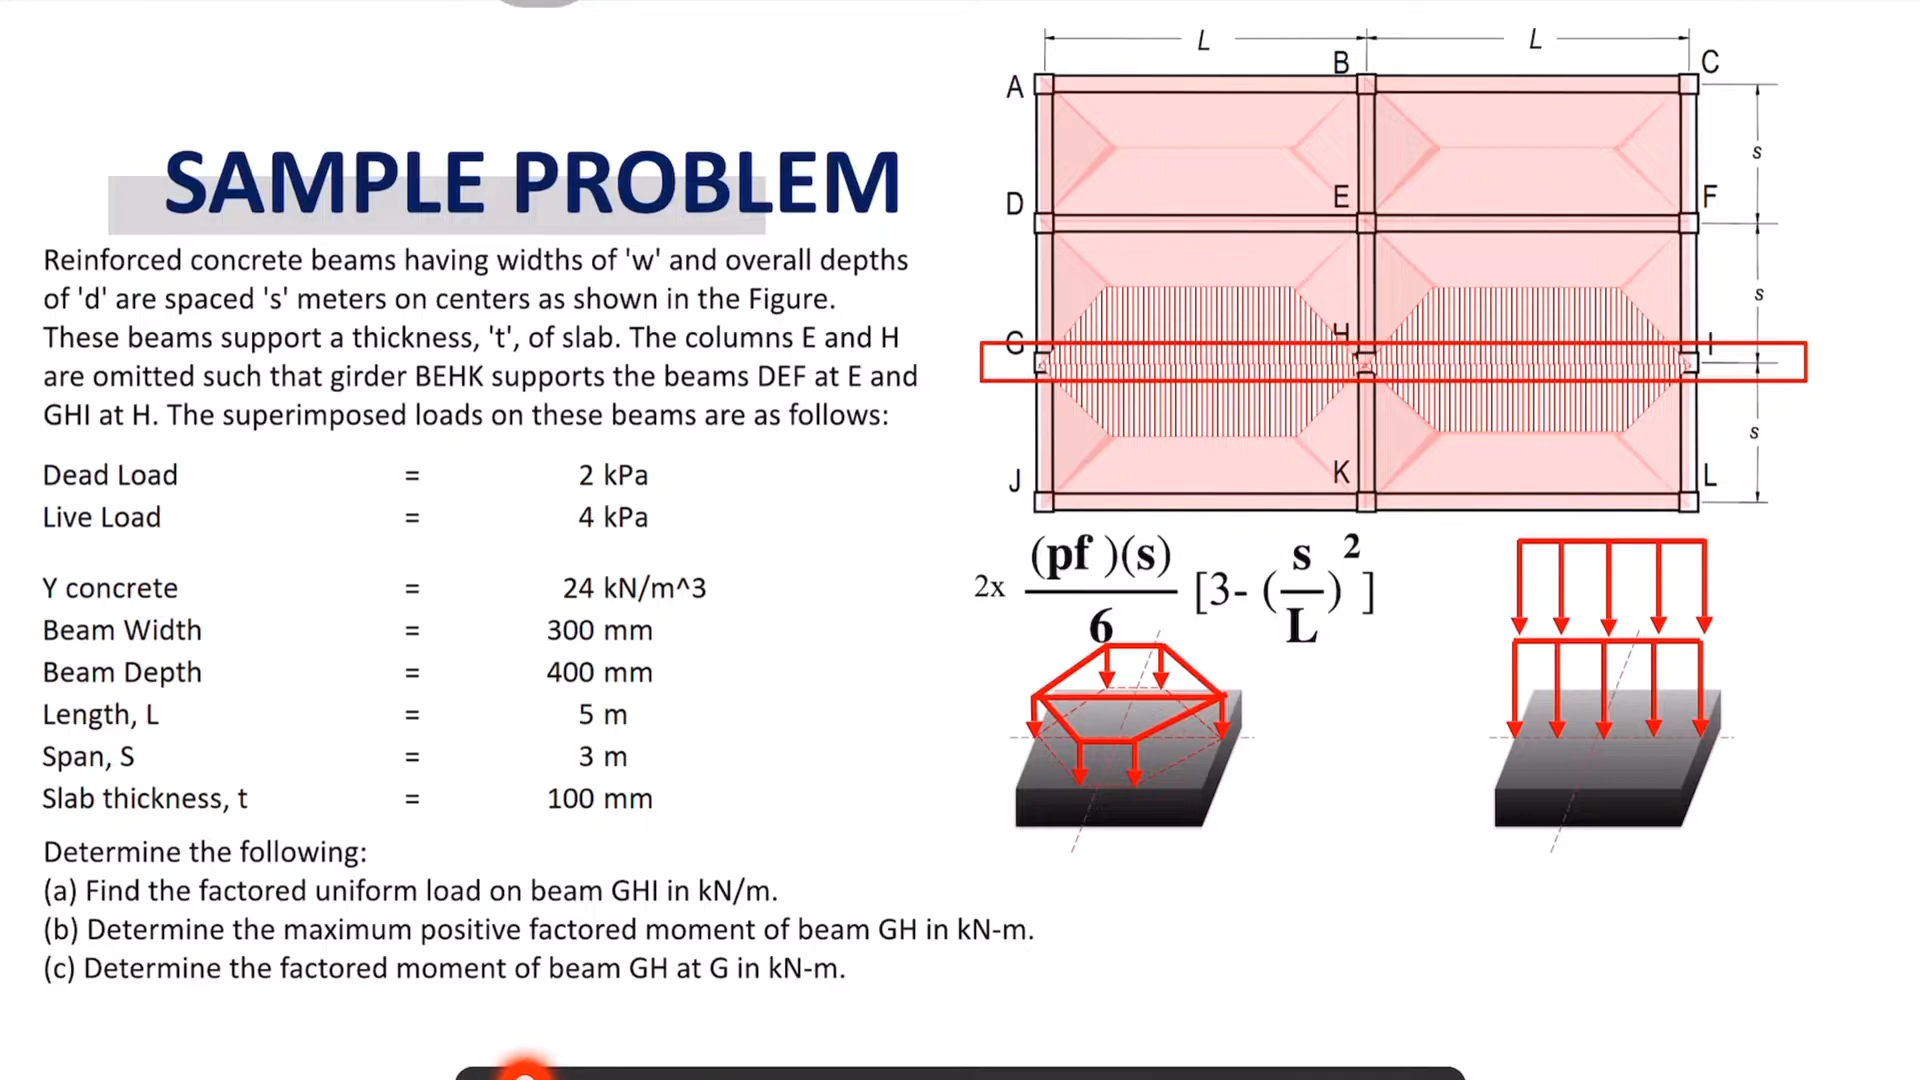 SAMPLE PROBLEM
Reinforced concrete beams having widths of 'w' and overall depths
of 'd' are spaced 's' meters on centers as shown in the Figure.
These beams support a thickness, 't', of slab. The columns E and H
are omitted such that girder BEHK supports the beams DEF at E and
GHI at H. The superimposed loads on these beams are as follows:
Dead Load = 2 kPa
Live Load = 4 kPa
Y concrete = 24 kN/m^3
Beam Width = 300 mm
Beam Depth = 400 mm
Length, L = 5 m
Span, S = 3 m
Slab thickness, t = 100 mm
Determine the following:
(a) Find the factored uniform load on beam GHI in kN/m.
(b) Determine the maximum positive factored moment of beam GH in kN-m.
(c) Determine the factored moment of beam GH at G in kN-m.
L L
A B C
s
D E F
s
G H I
s
J K L
2x (pf )(s) / 6 [3- (s / L)^2]